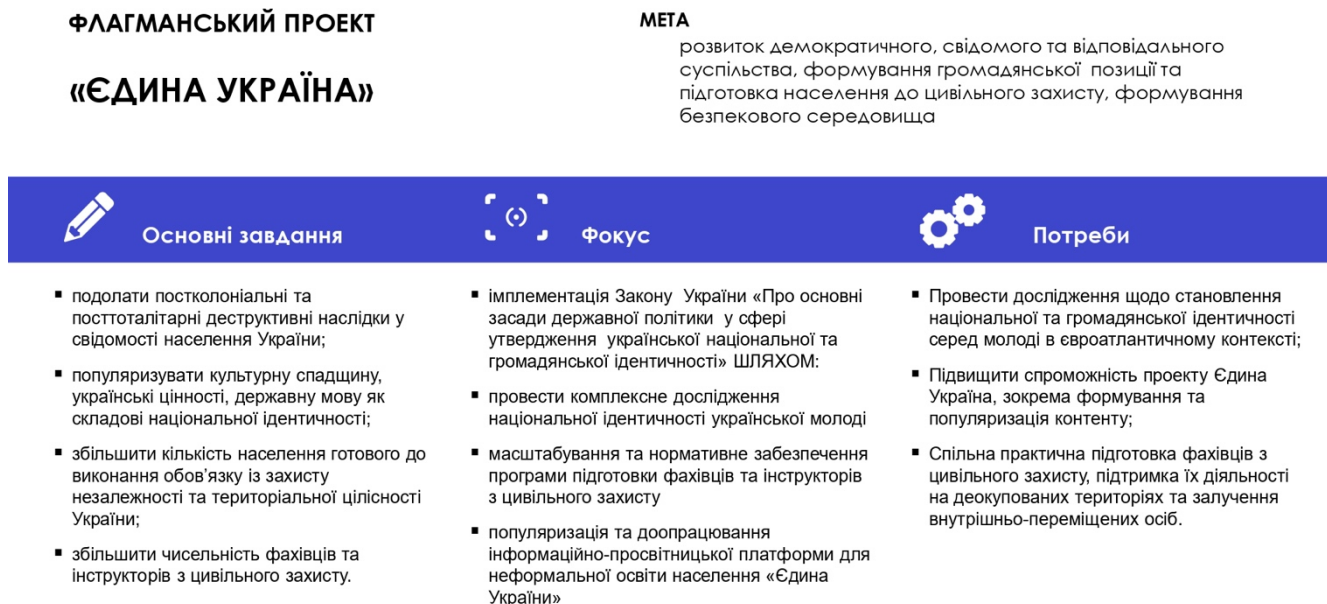 ФЛАГМАНСЬКИЙ ПРОЕКТ
«ЄДИНА УКРАЇНА»
МЕТА
розвиток демократичного, свідомого та відповідального
суспільства, формування громадянської позиції та
підготовка населення до цивільного захисту, формування
безпекового середовища
Основні завдання
▪ подолати постколоніальні та
посттоталітарні деструктивні наслідки у
свідомості населення України;
▪ популяризувати культурну спадщину,
українські цінності, державну мову як
складові національної ідентичності;
▪ збільшити кількість населення готового до
виконання обов’язку із захисту
незалежності та територіальної цілісності
України;
▪ збільшити чисельність фахівців та
інструкторів з цивільного захисту.
Фокус
▪ імплементація Закону України «Про основні
засади державної політики у сфері
утвердження української національної та
громадянської ідентичності» ШЛЯХОМ:
▪ провести комплексне дослідження
національної ідентичності української молоді
▪ масштабування та нормативне забезпечення
програми підготовки фахівців та інструкторів
з цивільного захисту
▪ популяризація та доопрацювання
інформаційно-просвітницької платформи для
неформальної освіти населення «Єдина
України»
Потреби
▪ Провести дослідження щодо становлення
національної та громадянської ідентичності
серед молоді в євроатлантичному контексті;
▪ Підвищити спроможність проекту Єдина
Україна, зокрема формування та
популяризація контенту;
▪ Спільна практична підготовка фахівців з
цивільного захисту, підтримка їх діяльності
на деокупованих територіях та залучення
внутрішньо-переміщених осіб.